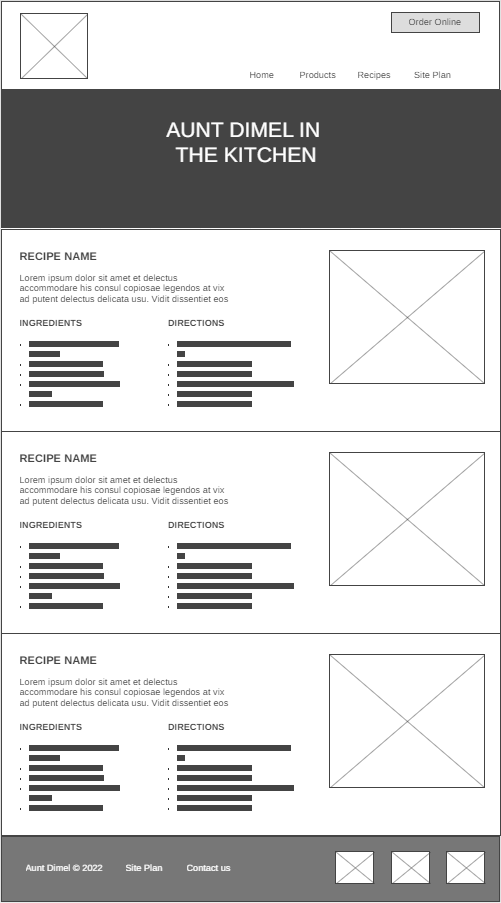 Order Online
Home Products Recipes Site Plan
AUNT DIMEL IN
THE KITCHEN
RECIPE NAME
Lorem ipsum dolor sit amet et delectus
accommodare his consul copiosae legendos at vix
ad putent delectus delicata usu. Vidit dissentiet eos
INGREDIENTS DIRECTIONS
RECIPE NAME
Lorem ipsum dolor sit amet et delectus
accommodare his consul copiosae legendos at vix
ad putent delectus delicata usu. Vidit dissentiet eos
INGREDIENTS DIRECTIONS
RECIPE NAME
Lorem ipsum dolor sit amet et delectus
accommodare his consul copiosae legendos at vix
ad putent delectus delicata usu. Vidit dissentiet eos
INGREDIENTS DIRECTIONS
Aunt Dimel © 2022 Site Plan Contact us